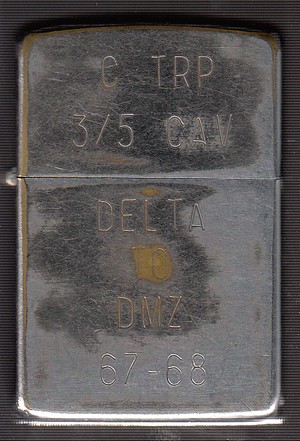 C TRP
3/5 CAV
DELTA
TO
DMZ
67-68